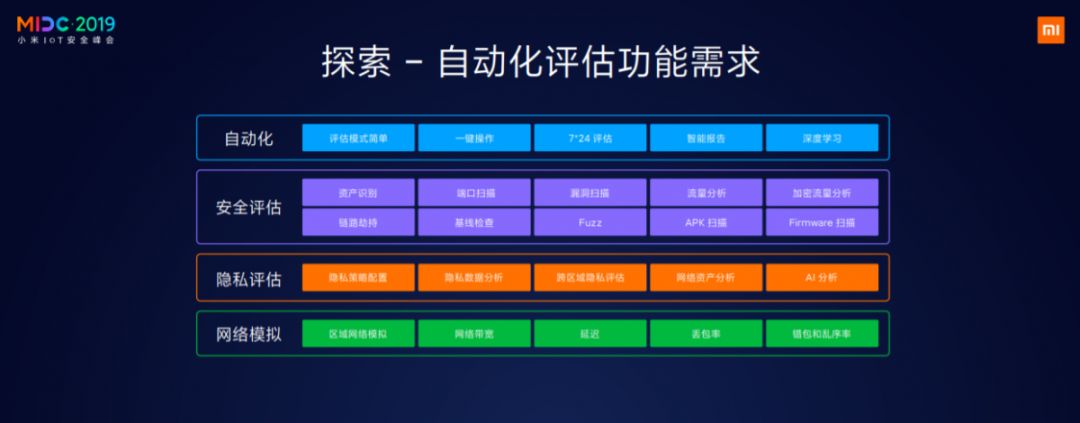 MIDC·2019
小米IoT安全峰会
探索 – 自动化评估功能需求
自动化
评估模式简单
一键操作
7*24 评估
智能报告
深度学习
安全评估
资产识别
端口扫描
漏洞扫描
流量分析
加密流量分析
链路劫持
基线检查
Fuzz
APK 扫描
Firmware 扫描
隐私评估
隐私策略配置
隐私数据分析
跨区域隐私评估
网络资产分析
AI 分析
网络模拟
区域网络模拟
网络带宽
延迟
丢包率
错包和乱序率